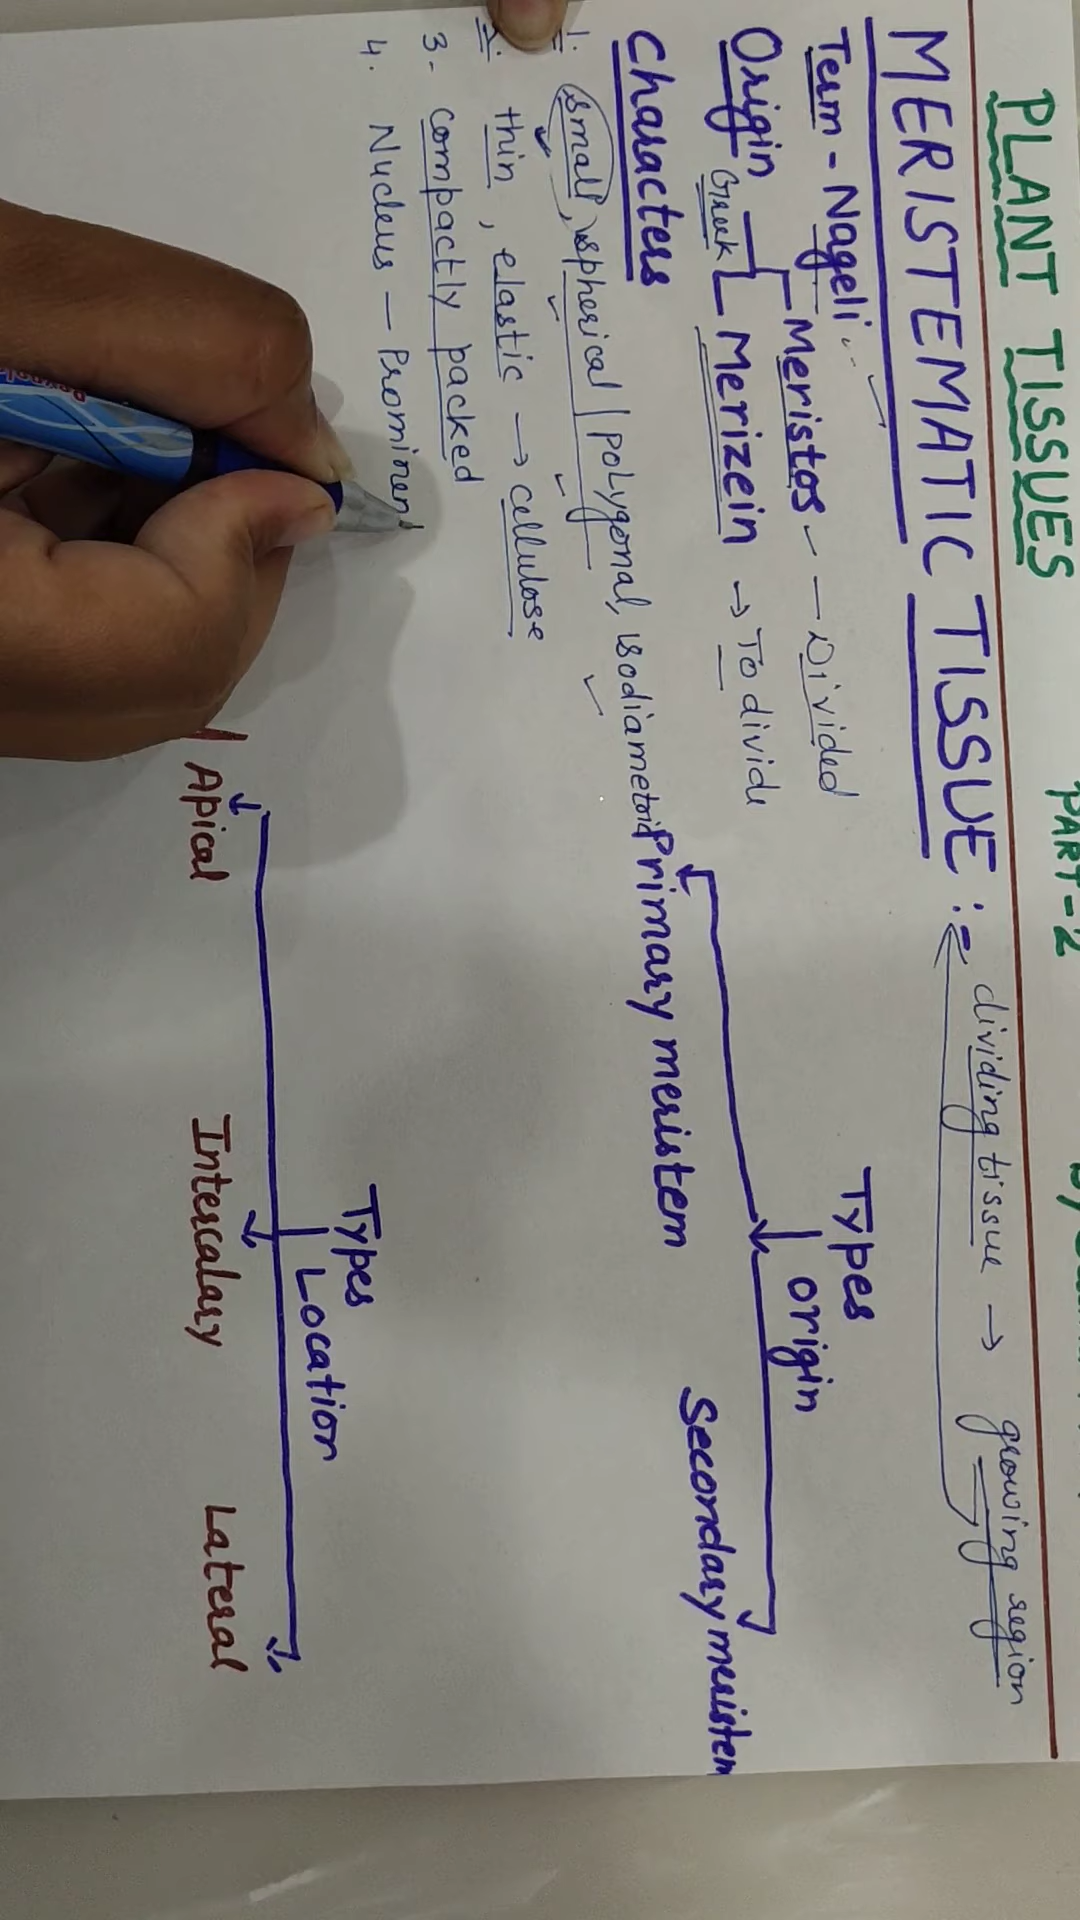 PLANT TISSUES
PART-2
MERISTEMATIC TISSUE :- dividing tissue → growing region
Term - Nageli
Origin Greek
Meristos - Divided
Merizein → To divide
Characters
1. small, spherical / polygonal, isodiametric
2. thin, elastic → cellulose
3. compactly packed
4. Nucleus - Prominen
Types
origin
Primary meristem
Secondary meristem
Types
Location
Apical
Intercalary
Lateral